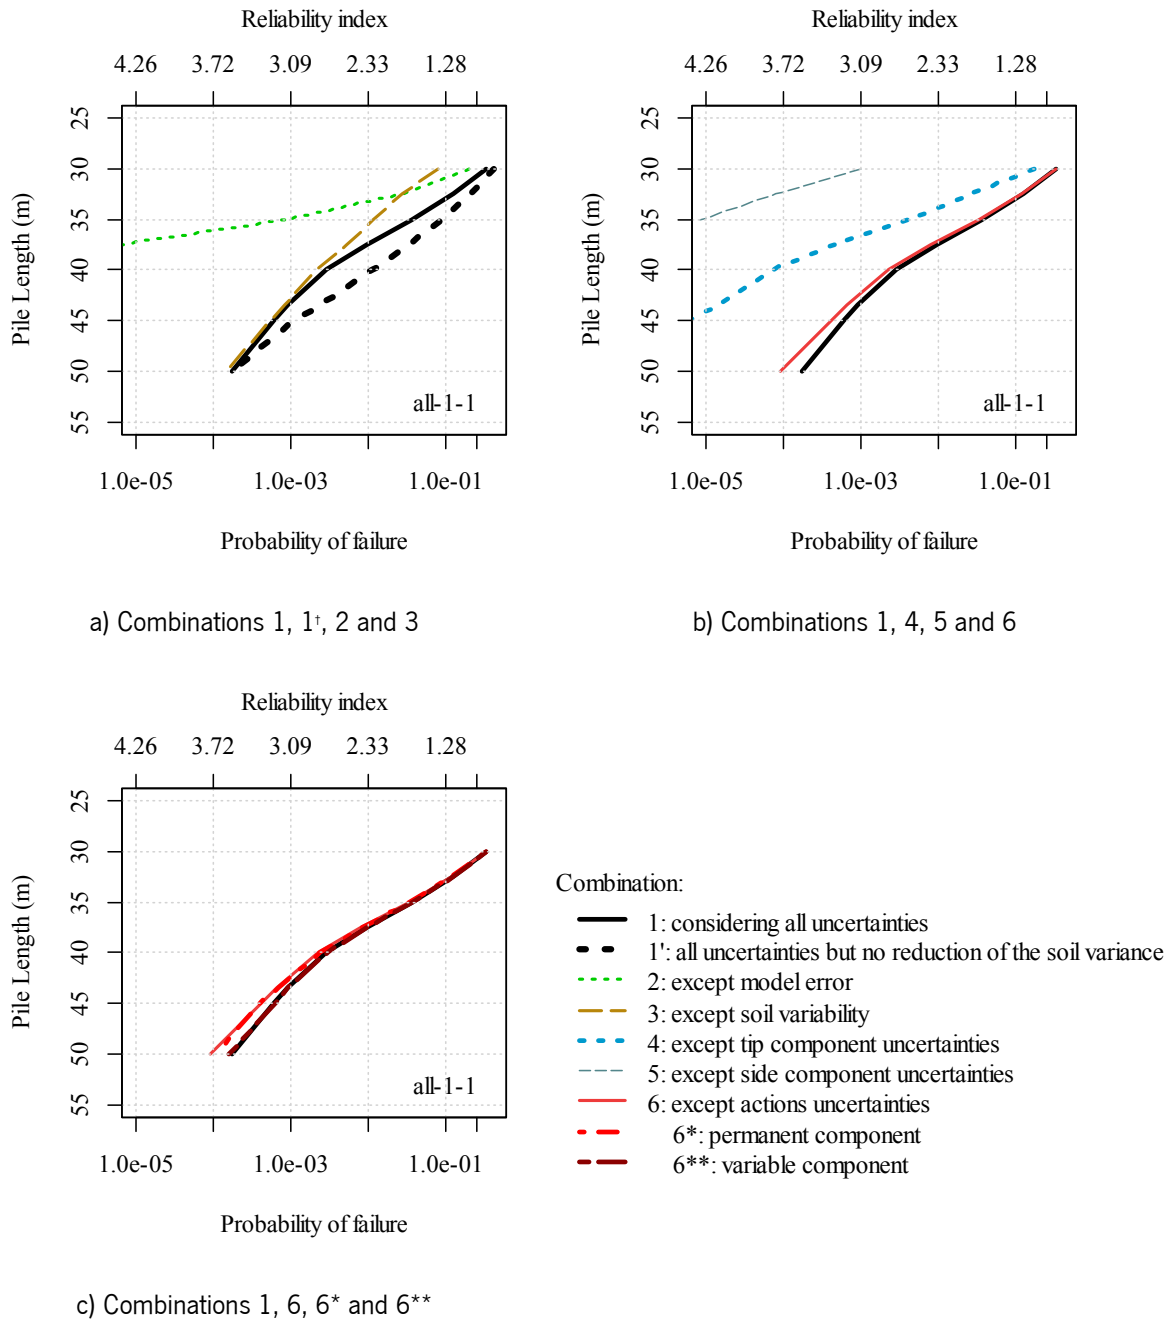 Reliability index
4.26 3.72 3.09 2.33 1.28
Pile Length (m)
25
30
35
40
45
50
55
all-1-1
1.0e-05 1.0e-03 1.0e-01
Probability of failure
a) Combinations 1, 1†, 2 and 3
Reliability index
4.26 3.72 3.09 2.33 1.28
Pile Length (m)
25
30
35
40
45
50
55
all-1-1
1.0e-05 1.0e-03 1.0e-01
Probability of failure
b) Combinations 1, 4, 5 and 6
Reliability index
4.26 3.72 3.09 2.33 1.28
Pile Length (m)
25
30
35
40
45
50
55
all-1-1
1.0e-05 1.0e-03 1.0e-01
Probability of failure
c) Combinations 1, 6, 6* and 6**
Combination:
1: considering all uncertainties
1': all uncertainties but no reduction of the soil variance
2: except model error
3: except soil variability
4: except tip component uncertainties
5: except side component uncertainties
6: except actions uncertainties
6*: permanent component
6**: variable component